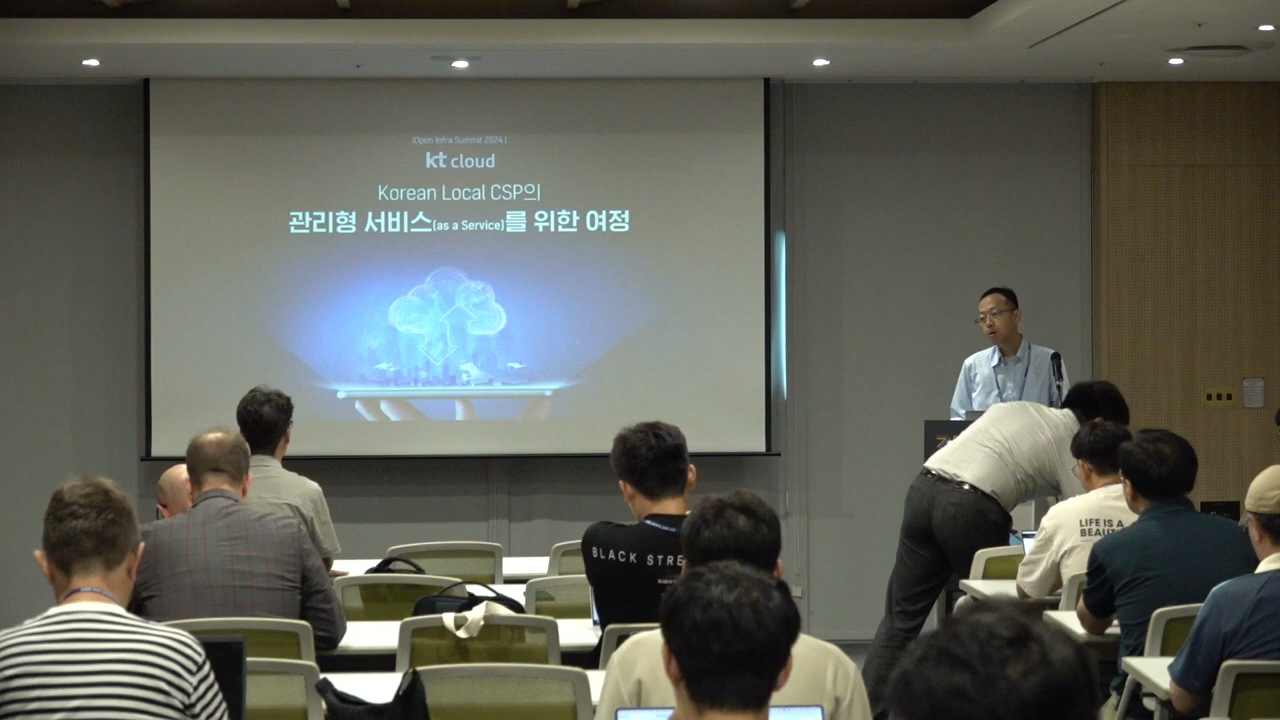 [Open Infra Summit 2024]
kt cloud
Korean Local CSP의
관리형 서비스(as a Service)를 위한 여정
BLACK STRE
LIFE IS A
BEAUT